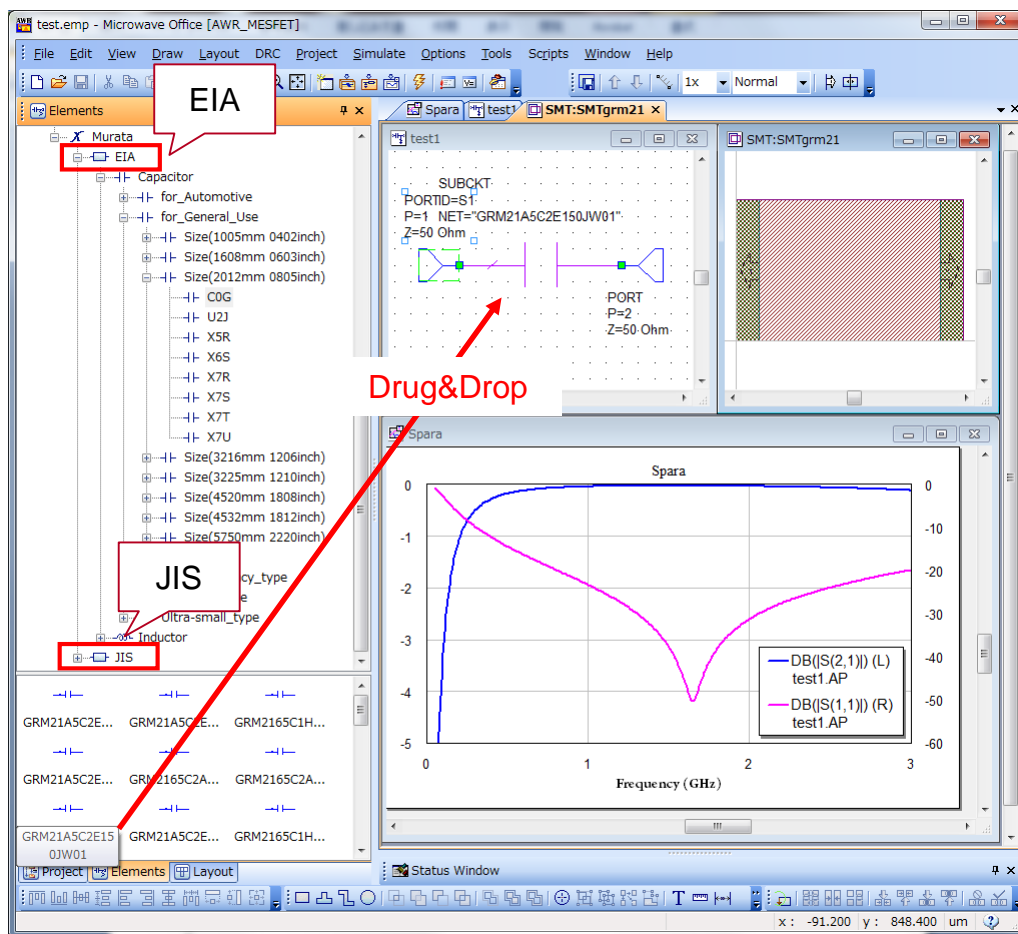 test.emp - Microwave Office [AWR_MESFET]
File Edit View Draw Layout DRC Project Simulate Options Tools Scripts Window Help
1x Normal
EIA
Elements
Murata
EIA
Capacitor
for_Automotive
for_General_Use
Size(1005mm 0402inch)
Size(1608mm 0603inch)
Size(2012mm 0805inch)
C0G
U2J
X5R
X6S
X7R
X7S
X7T
X7U
Size(3216mm 1206inch)
Size(3225mm 1210inch)
Size(4520mm 1808inch)
Size(4532mm 1812inch)
Size(5750mm 2220inch)
JIS
cy_type
e
Ultra-small_type
Inductor
JIS
GRM21A5C2E... GRM21A5C2E... GRM2165C1H...
GRM21A5C2E... GRM2165C2A... GRM2165C2A...
GRM21A5C2E15
0JW01
GRM21A5C2E... GRM2165C1H...
Project Elements Layout
Spara test1 SMT:SMTgrm21
test1
SUBCKT
PORTID=S1
P=1 NET="GRM21A5C2E150JW01"
Z=50 Ohm
PORT
P=2
Z=50 Ohm
Drug&Drop
SMT:SMTgrm21
Spara
Spara
0
-1
-2
-3
-4
-5
0
-10
-20
-30
-40
-50
-60
DB(|S(2,1)|) (L)
test1.AP
DB(|S(1,1)|) (R)
test1.AP
0 1 2 3
Frequency (GHz)
Status Window
x : -91.200 y : 848.400 um